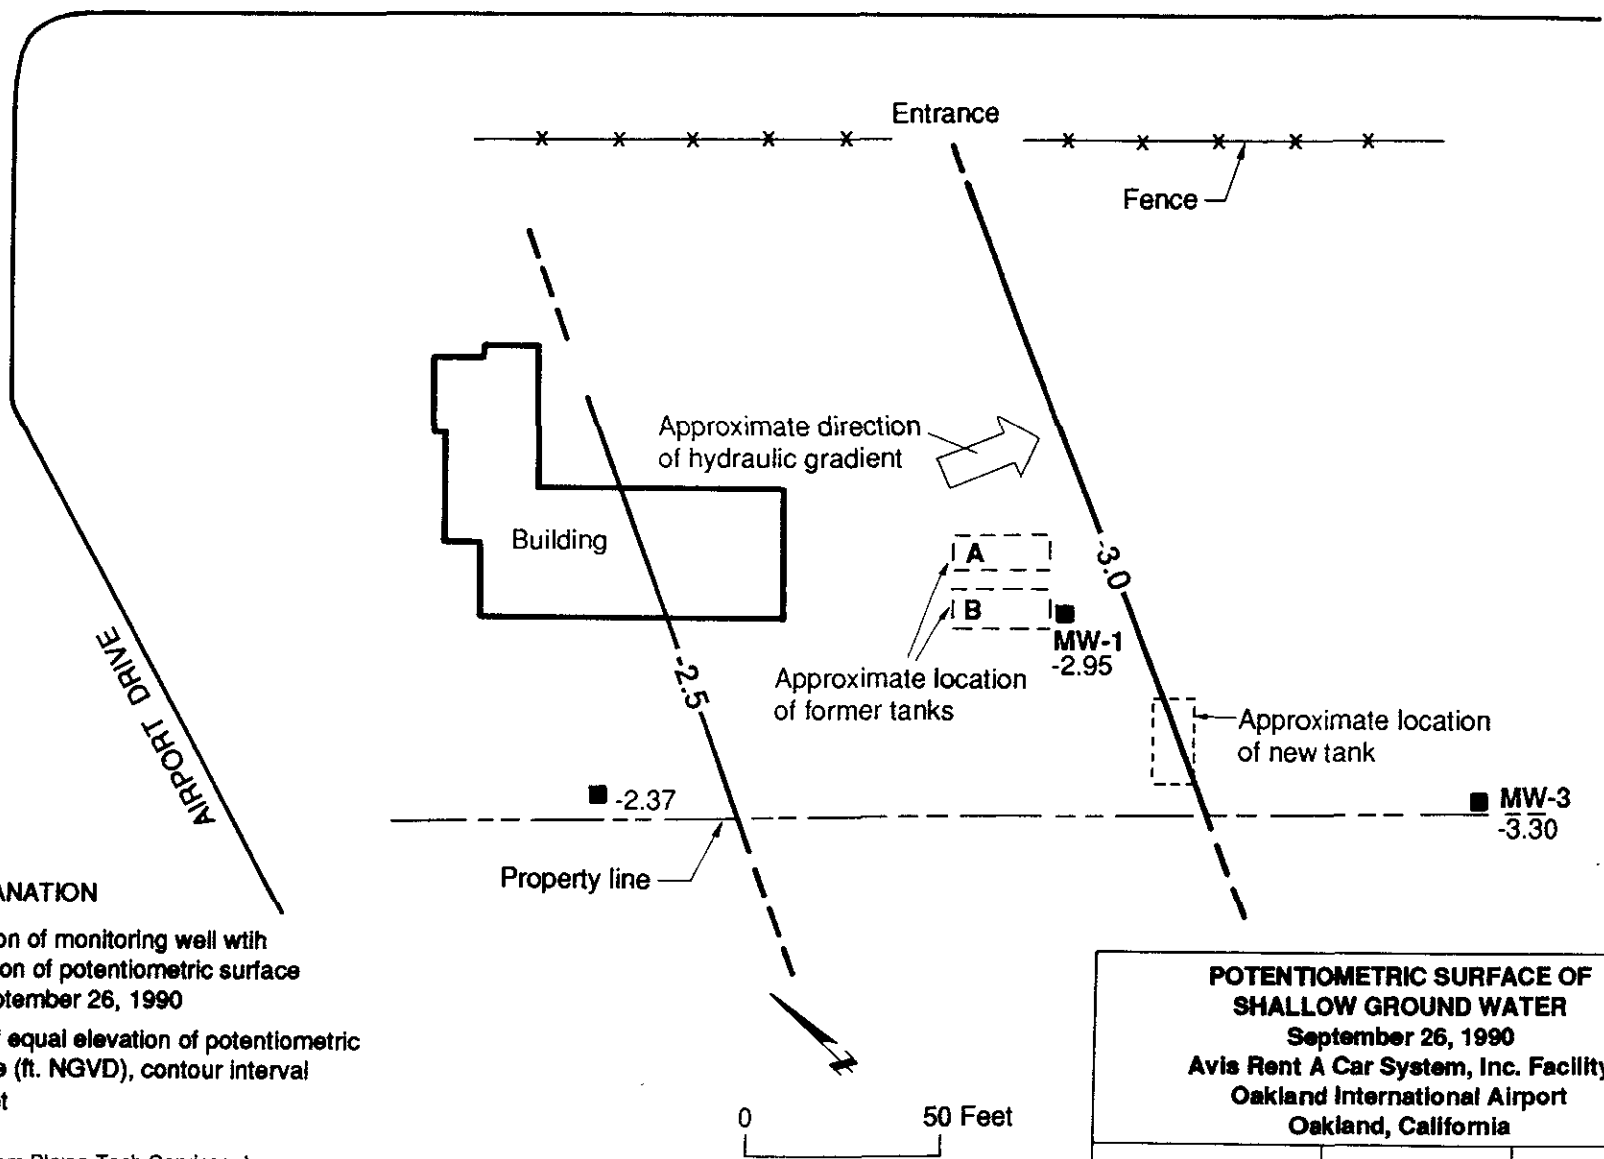 Entrance
Fence
Approximate direction
of hydraulic gradient
Building
A
B
-3.0
MW-1
-2.95
-2.5
Approximate location
of former tanks
Approximate location
of new tank
AIRPORT DRIVE
-2.37
MW-3
-3.30
Property line
ANATION
on of monitoring well wtih
ion of potentiometric surface
ptember 26, 1990
f equal elevation of potentiometric
e (ft. NGVD), contour interval
et
N
0 50 Feet
POTENTIOMETRIC SURFACE OF
SHALLOW GROUND WATER
September 26, 1990
Avis Rent A Car System, Inc. Facility
Oakland International Airport
Oakland, California